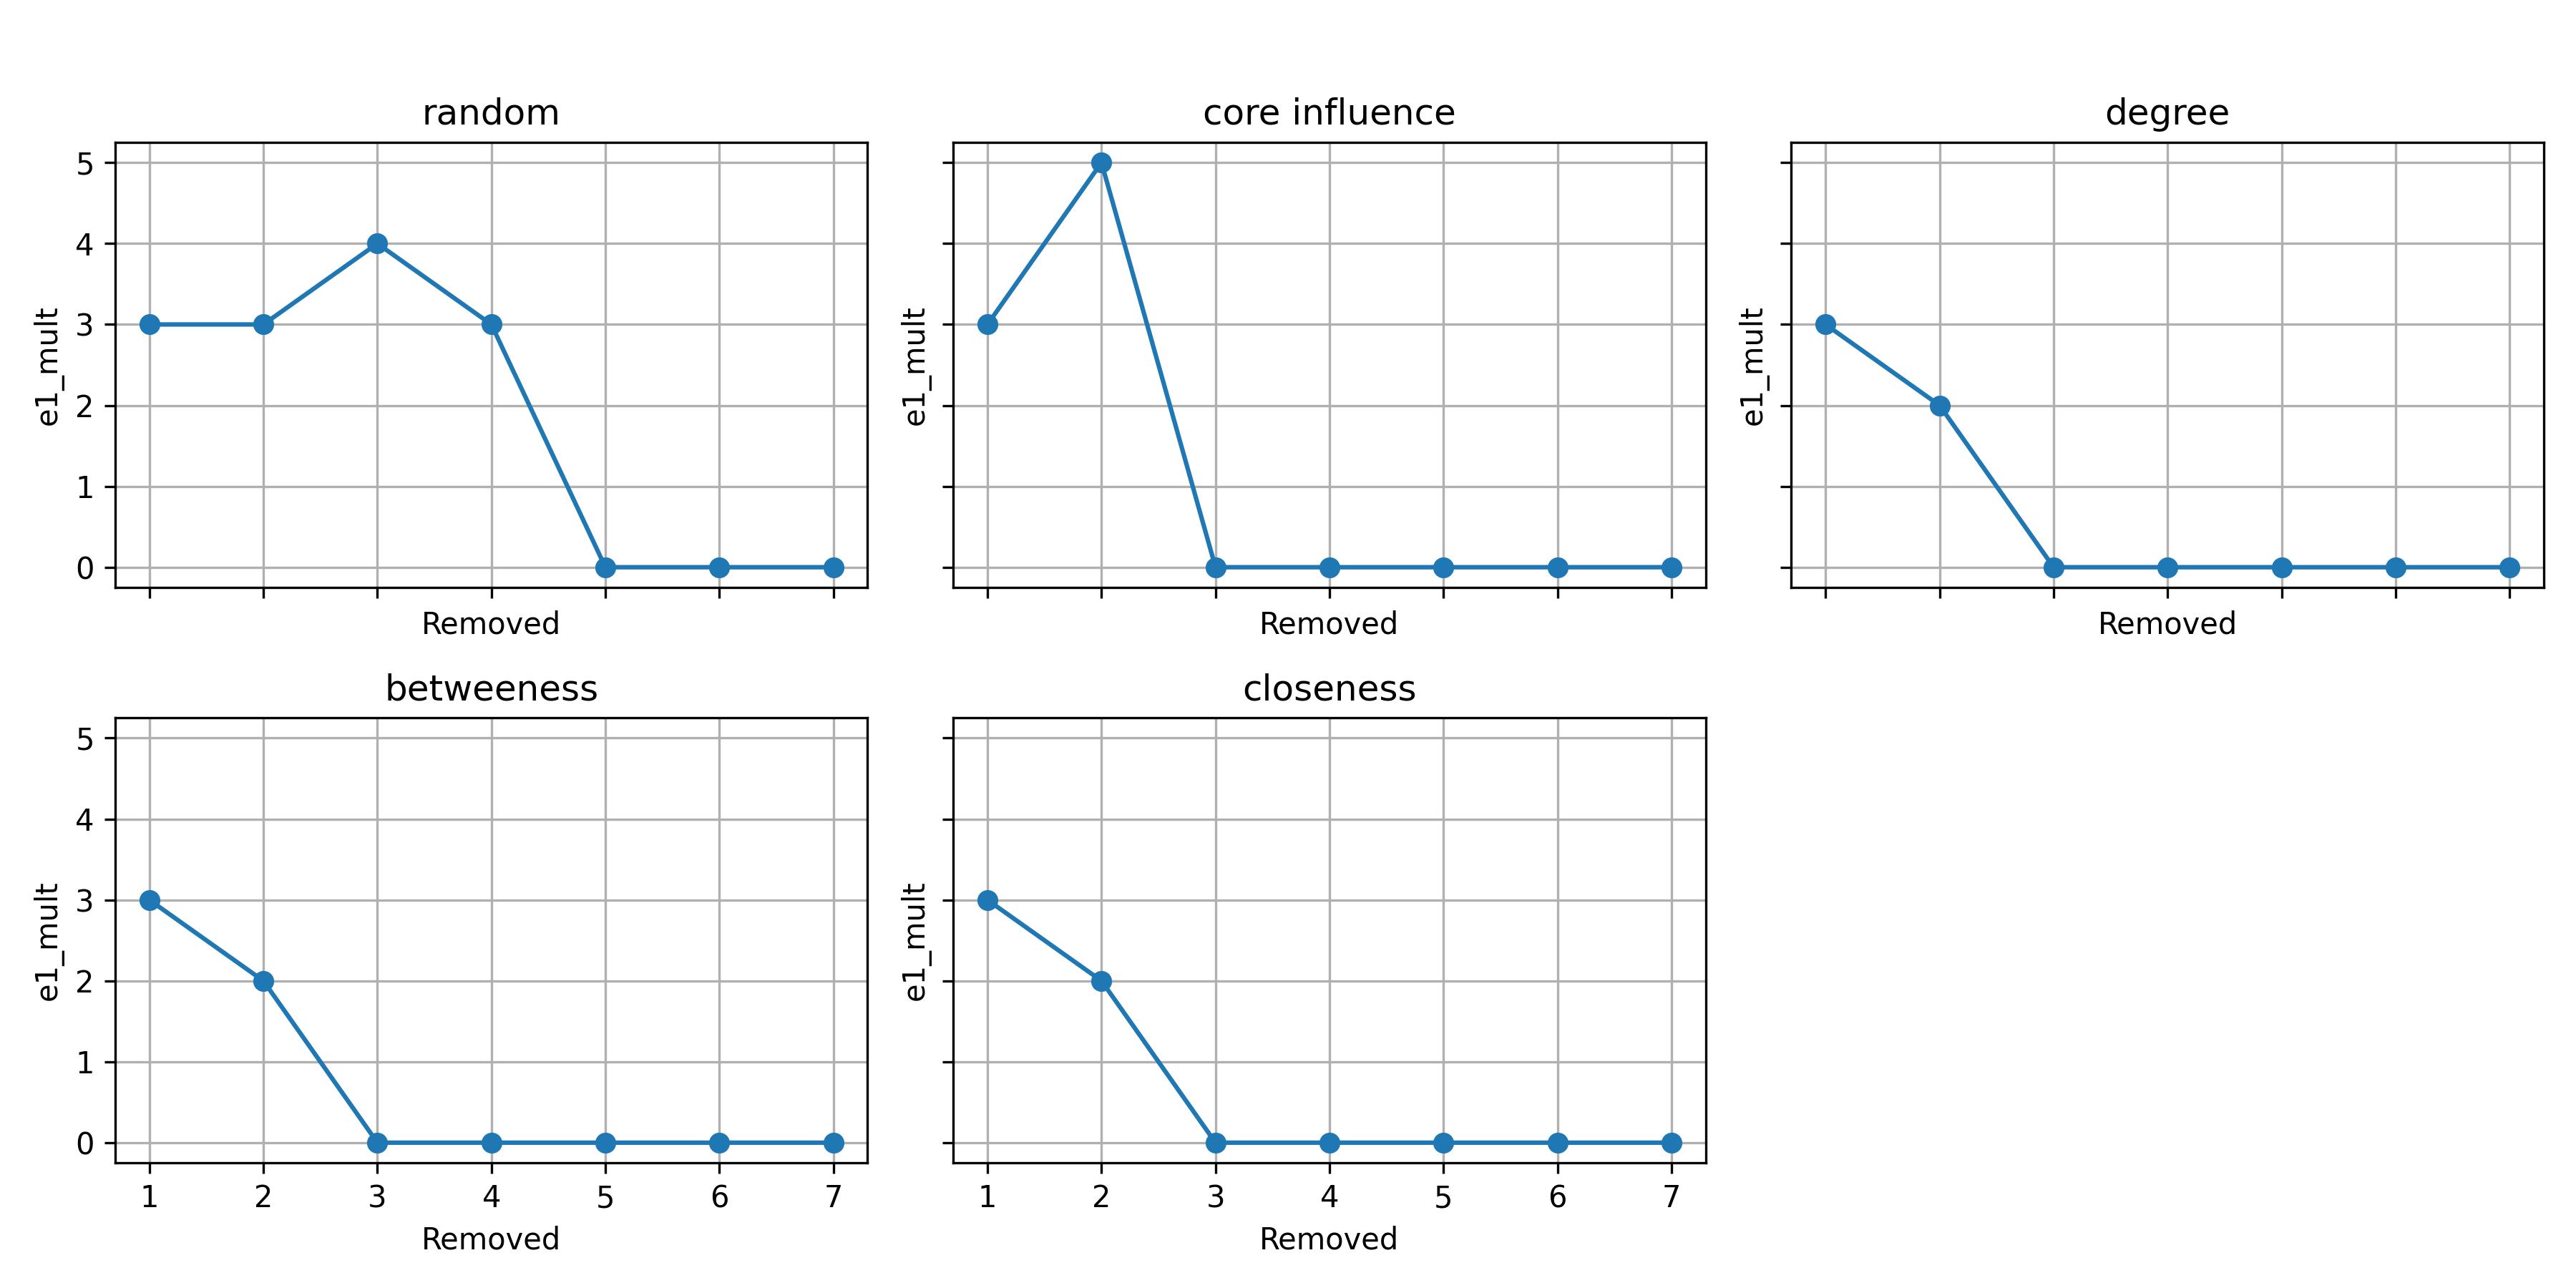 random
5
4
3
2
1
0
e1_mult
Removed
core influence
e1_mult
Removed
degree
e1_mult
Removed
betweeness
5
4
3
2
1
0
e1_mult
1 2 3 4 5 6 7
Removed
closeness
e1_mult
1 2 3 4 5 6 7
Removed